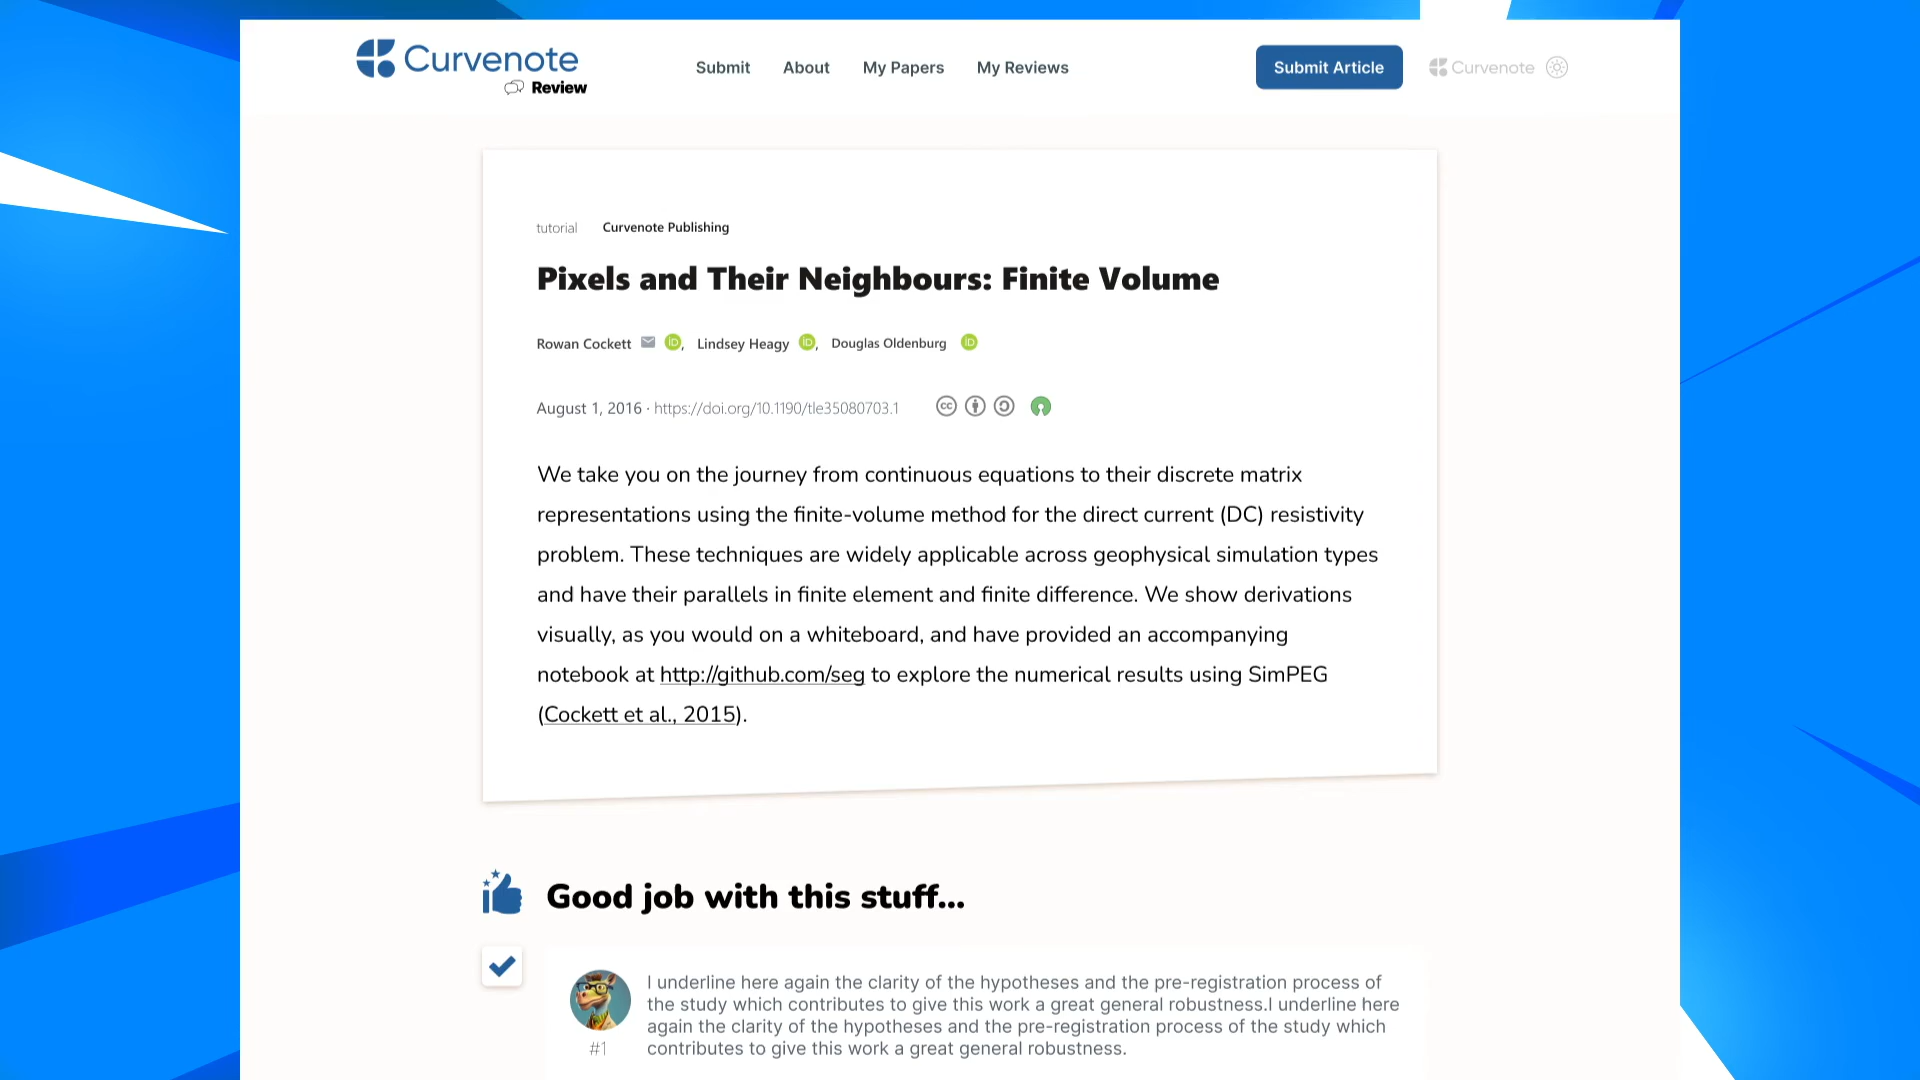 Curvenote
Review
Submit About My Papers My Reviews
Submit Article
Curvenote
tutorial Curvenote Publishing
Pixels and Their Neighbours: Finite Volume
Rowan Cockett iD, Lindsey Heagy iD, Douglas Oldenburg iD
August 1, 2016 · https://doi.org/10.1190/tle35080703.1 cc
We take you on the journey from continuous equations to their discrete matrix
representations using the finite-volume method for the direct current (DC) resistivity
problem. These techniques are widely applicable across geophysical simulation types
and have their parallels in finite element and finite difference. We show derivations
visually, as you would on a whiteboard, and have provided an accompanying
notebook at http://github.com/seg to explore the numerical results using SimPEG
(Cockett et al., 2015).
Good job with this stuff...
I underline here again the clarity of the hypotheses and the pre-registration process of
the study which contributes to give this work a great general robustness.I underline here
again the clarity of the hypotheses and the pre-registration process of the study which
contributes to give this work a great general robustness.
#1